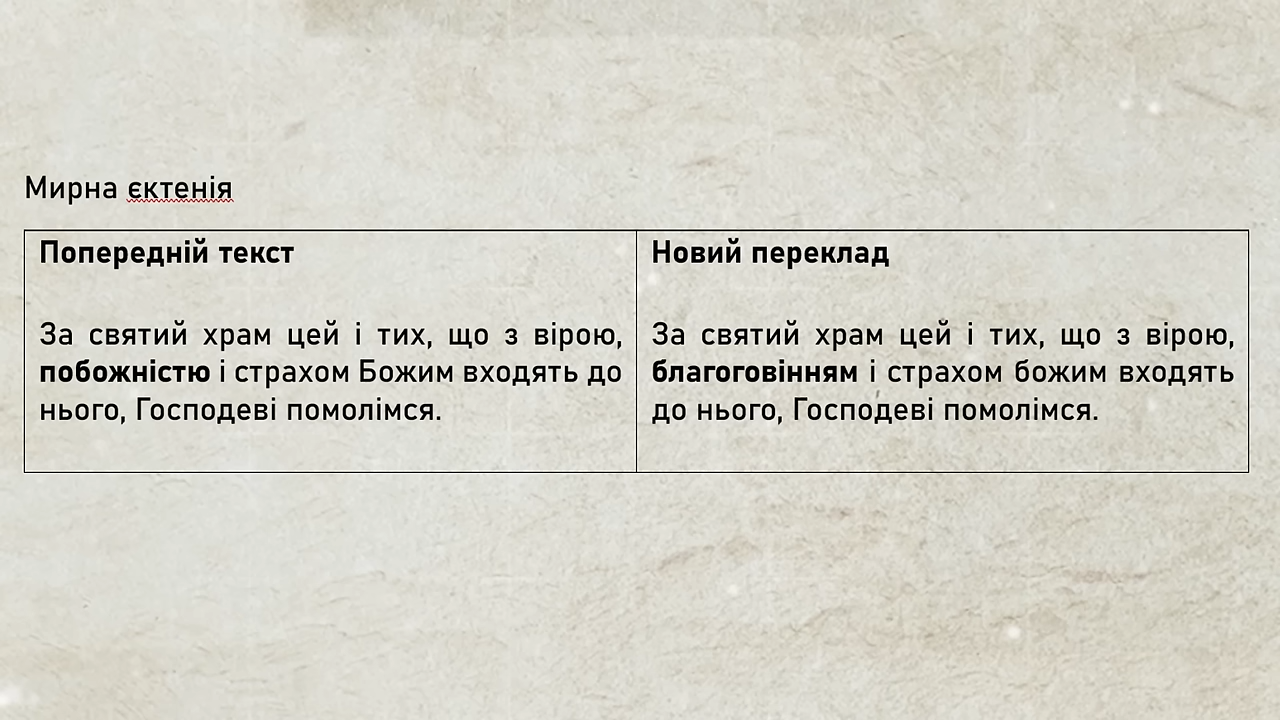 Мирна єктенія
Попередній текст
За святий храм цей і тих, що з вірою,
побожністю і страхом Божим входять до
нього, Господеві помолімся.
Новий переклад
За святий храм цей і тих, що з вірою,
благоговінням і страхом божим входять
до нього, Господеві помолімся.